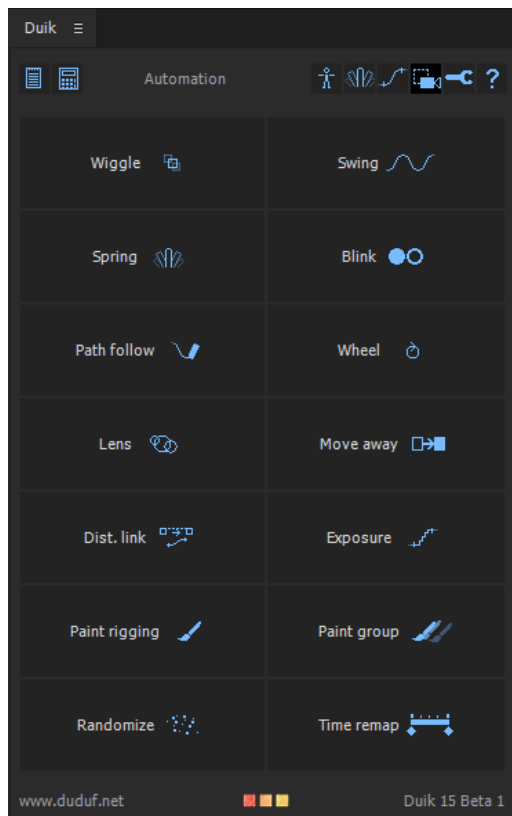 Duik
Automation
?
Wiggle
Swing
Spring
Blink
Path follow
Wheel
Lens
Move away
Dist. link
Exposure
Paint rigging
Paint group
Randomize
Time remap
www.duduf.net
Duik 15 Beta 1